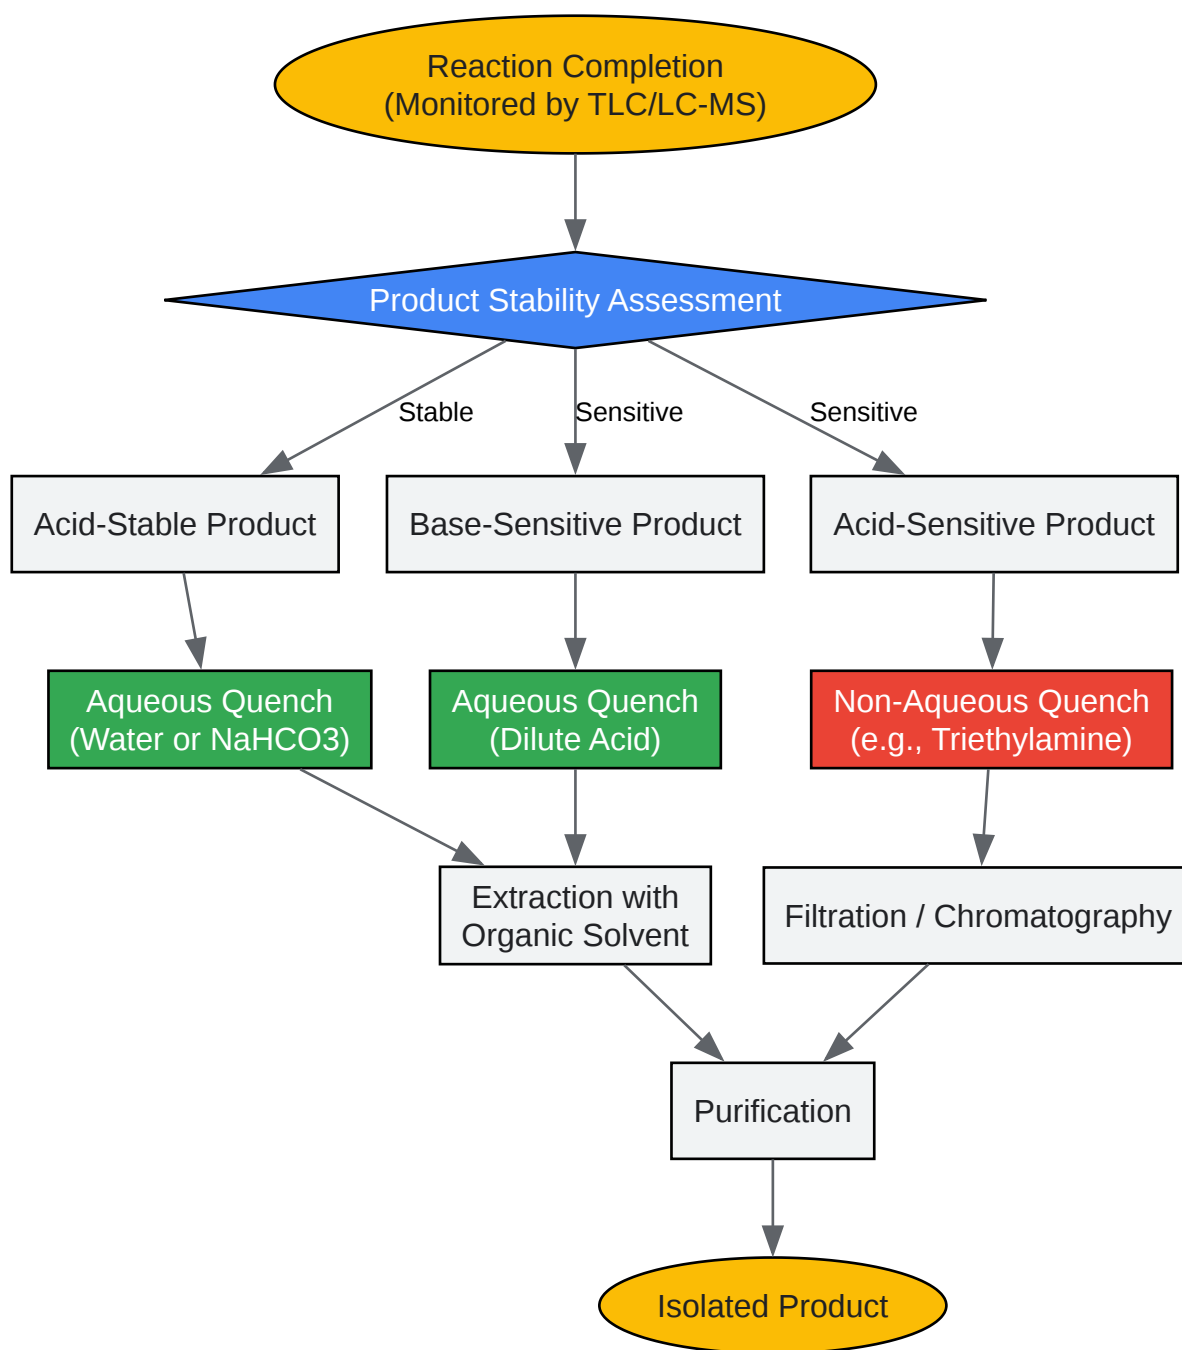 Reaction Completion
(Monitored by TLC/LC-MS)
Product Stability Assessment
Stable
Sensitive
Sensitive
Acid-Stable Product
Base-Sensitive Product
Acid-Sensitive Product
Aqueous Quench
(Water or NaHCO3)
Aqueous Quench
(Dilute Acid)
Non-Aqueous Quench
(e.g., Triethylamine)
Extraction with
Organic Solvent
Filtration / Chromatography
Purification
Isolated Product